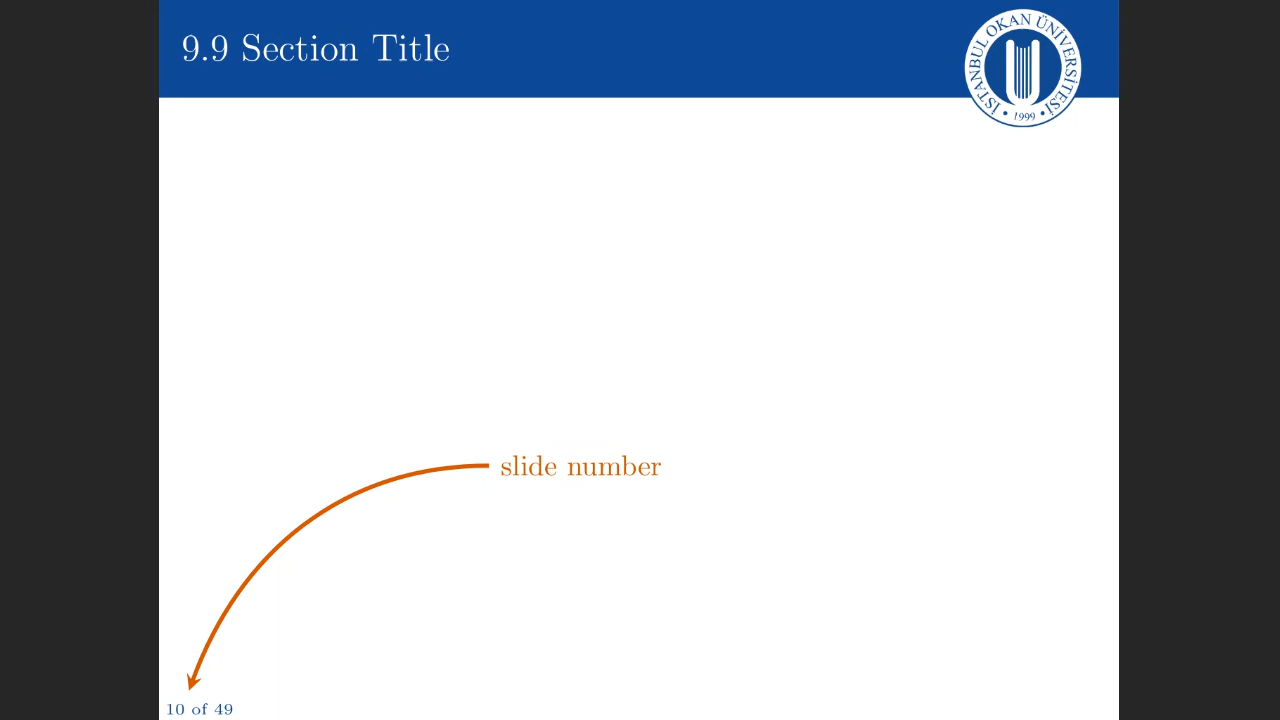 9.9 Section Title
İSTANBUL OKAN ÜNİVERSİTESİ
• 1999 •
slide number
10 of 49